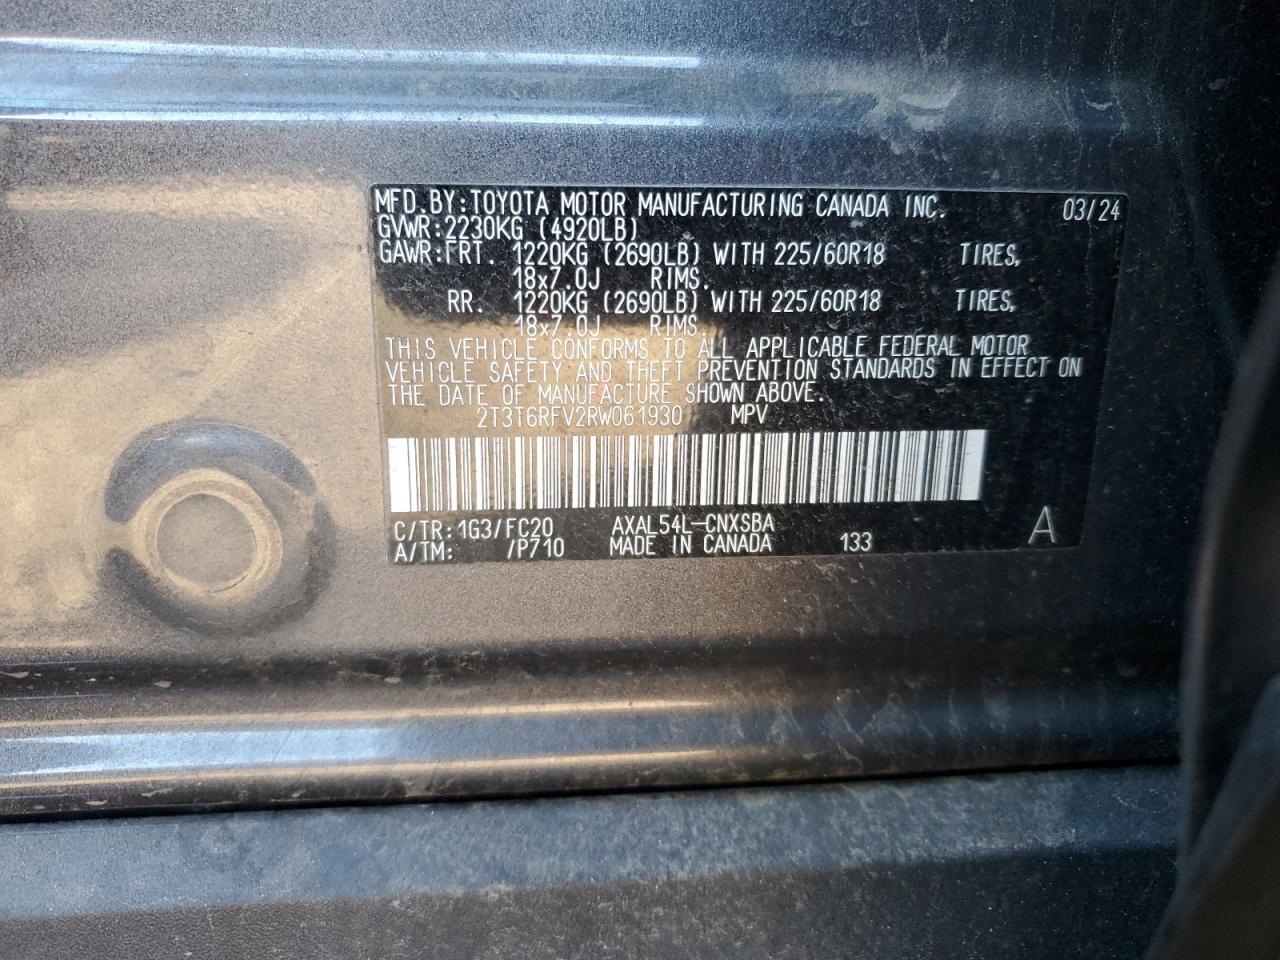 MFD.BY:TOYOTA MOTOR MANUFACTURING CANADA INC. 03/24
GVWR:2230KG (4920LB)
GAWR:FRT. 1220KG (2690LB) WITH 225/60R18 TIRES,
18x7.0J RIMS.
RR. 1220KG (2690LB) WITH 225/60R18 TIRES,
18x7.0J RIMS.
THIS VEHICLE CONFORMS TO ALL APPLICABLE FEDERAL MOTOR
VEHICLE SAFETY AND THEFT PREVENTION STANDARDS IN EFFECT ON
THE DATE OF MANUFACTURE SHOWN ABOVE.
2T3T6RFV2RW061930 MPV
C/TR:1G3/FC20 AXAL54L-CNXSBA
A/TM: /P710 MADE IN CANADA 133 A